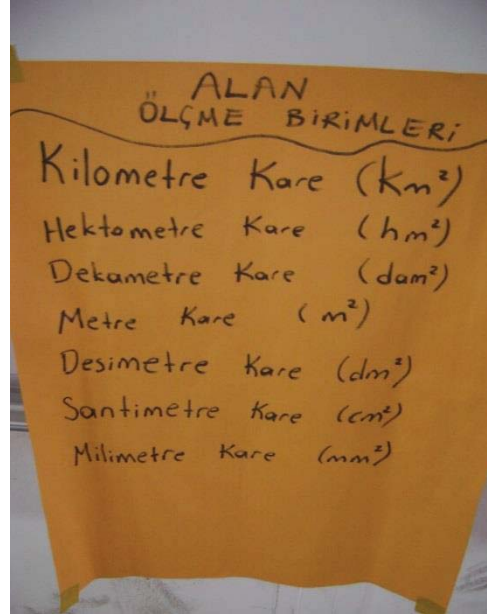 ALAN
ÖLÇME BİRİMLERİ
Kilometre Kare (km²)
Hektometre Kare (hm²)
Dekametre Kare (dam²)
Metre Kare (m²)
Desimetre Kare (dm²)
Santimetre Kare (cm²)
Milimetre Kare (mm²)